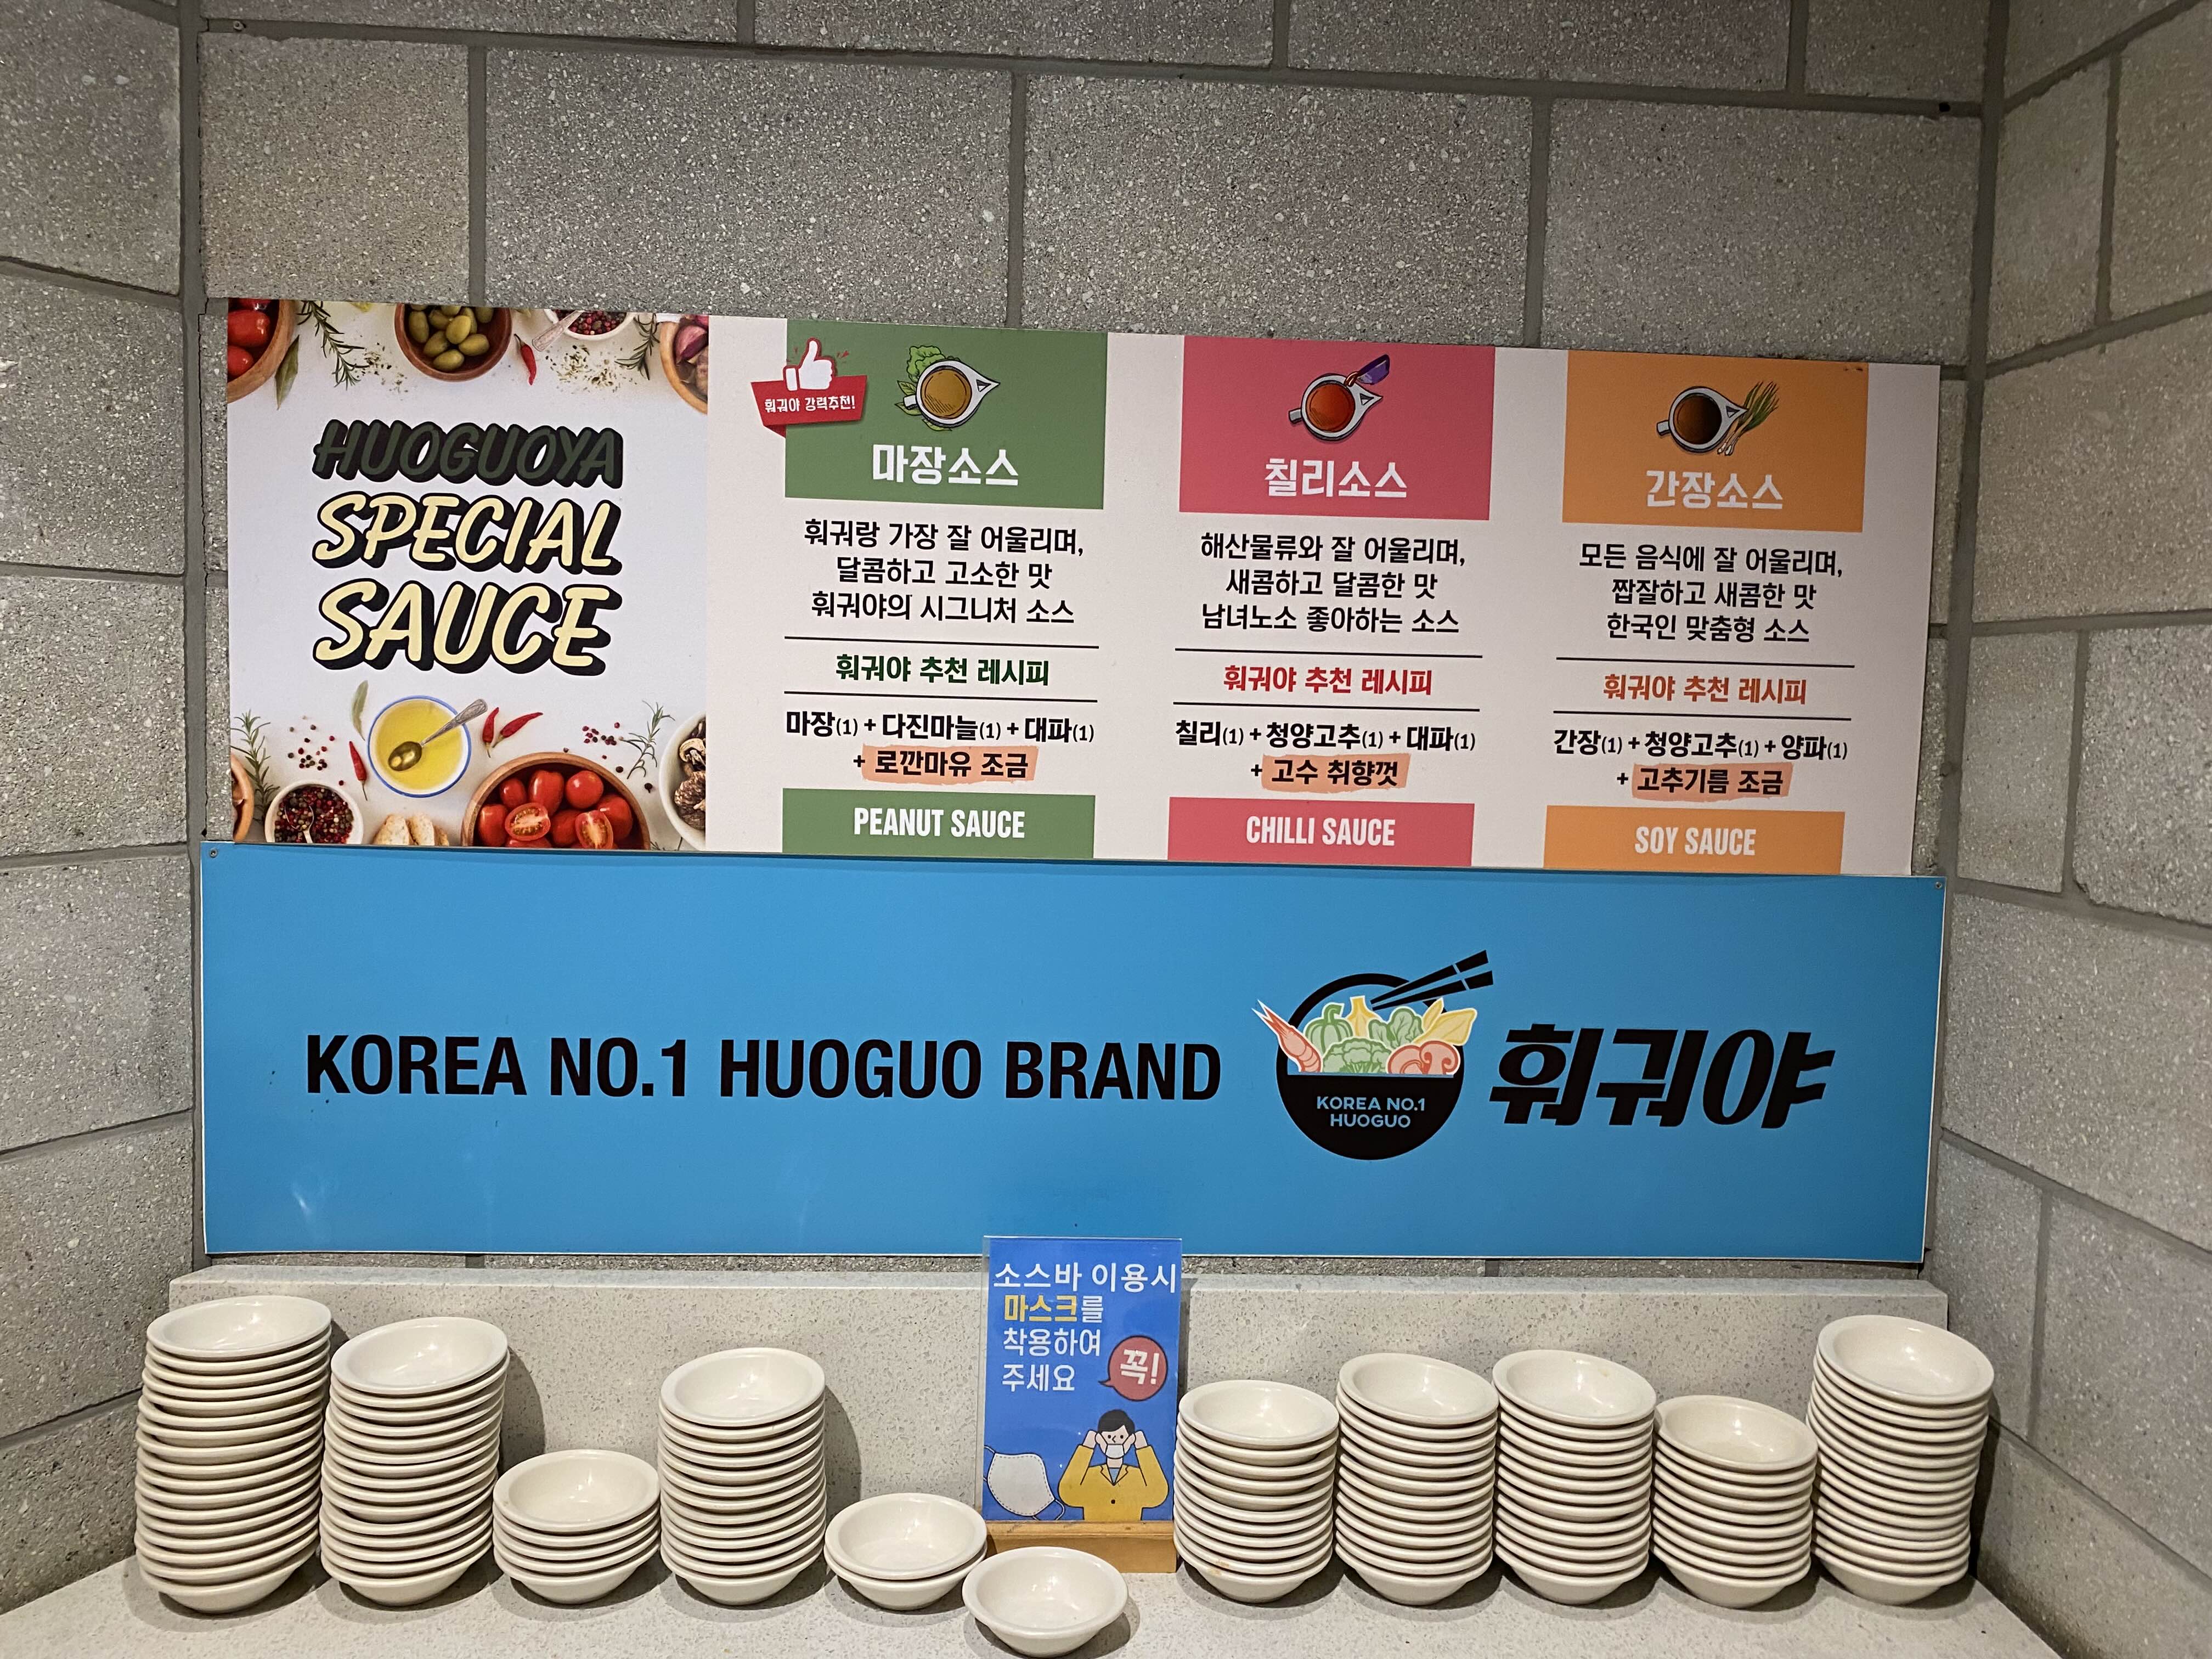 HUOGUOYA
SPECIAL
SAUCE
훠궈야 강력추천!
마장소스
훠궈랑 가장 잘 어울리며,
달콤하고 고소한 맛
훠궈야의 시그니처 소스
훠궈야 추천 레시피
마장(1) + 다진마늘(1) + 대파(1)
+ 로깐마유 조금
PEANUT SAUCE
칠리소스
해산물류와 잘 어울리며,
새콤하고 달콤한 맛
남녀노소 좋아하는 소스
훠궈야 추천 레시피
칠리(1) + 청양고추(1) + 대파(1)
+ 고수 취향껏
CHILLI SAUCE
간장소스
모든 음식에 잘 어울리며,
짭잘하고 새콤한 맛
한국인 맞춤형 소스
훠궈야 추천 레시피
간장(1) + 청양고추(1) + 양파(1)
+ 고추기름 조금
SOY SAUCE
KOREA NO.1 HUOGUO BRAND
KOREA NO.1
HUOGUO
훠궈야
소스바 이용시
마스크를
착용하여
주세요
꼭!